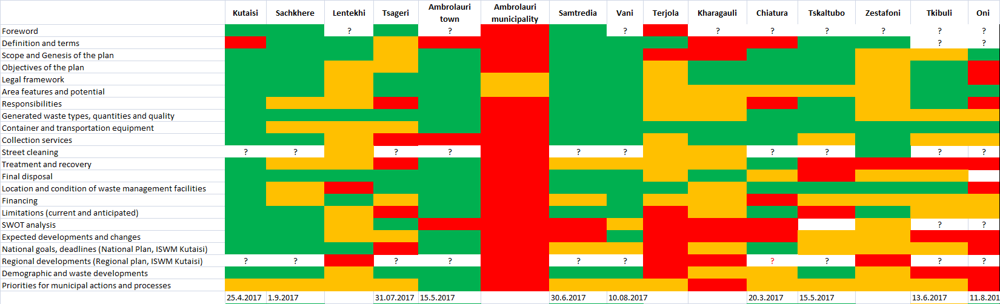 Kutaisi Sachkhere Lentekhi Tsageri Ambrolauri town Ambrolauri municipality Samtredia Vani Terjola Kharagauli Chiatura Tskaltubo Zestafoni Tkibuli Oni
Foreword ? ? ? ? ? ? ? ? ?
Definition and terms ? ?
Scope and Genesis of the plan
Objectives of the plan
Legal framework
Area features and potential
Responsibilities
Generated waste types, quantities and quality
Container and transportation equipment
Collection services
Street cleaning ? ? ? ? ? ? ? ? ? ?
Treatment and recovery
Final disposal
Location and condition of waste management facilities
Financing
Limitations (current and anticipated)
SWOT analysis ? ?
Expected developments and changes
National goals, deadlines (National Plan, ISWM Kutaisi)
Regional developments (Regional plan, ISWM Kutaisi) ? ? ? ? ? ? ? ? ? ?
Demographic and waste developments
Priorities for municipal actions and processes
25.4.2017 1.9.2017 31.07.2017 15.5.2017 30.6.2017 10.08.2017 20.3.2017 15.5.2017 13.6.2017 11.8.201